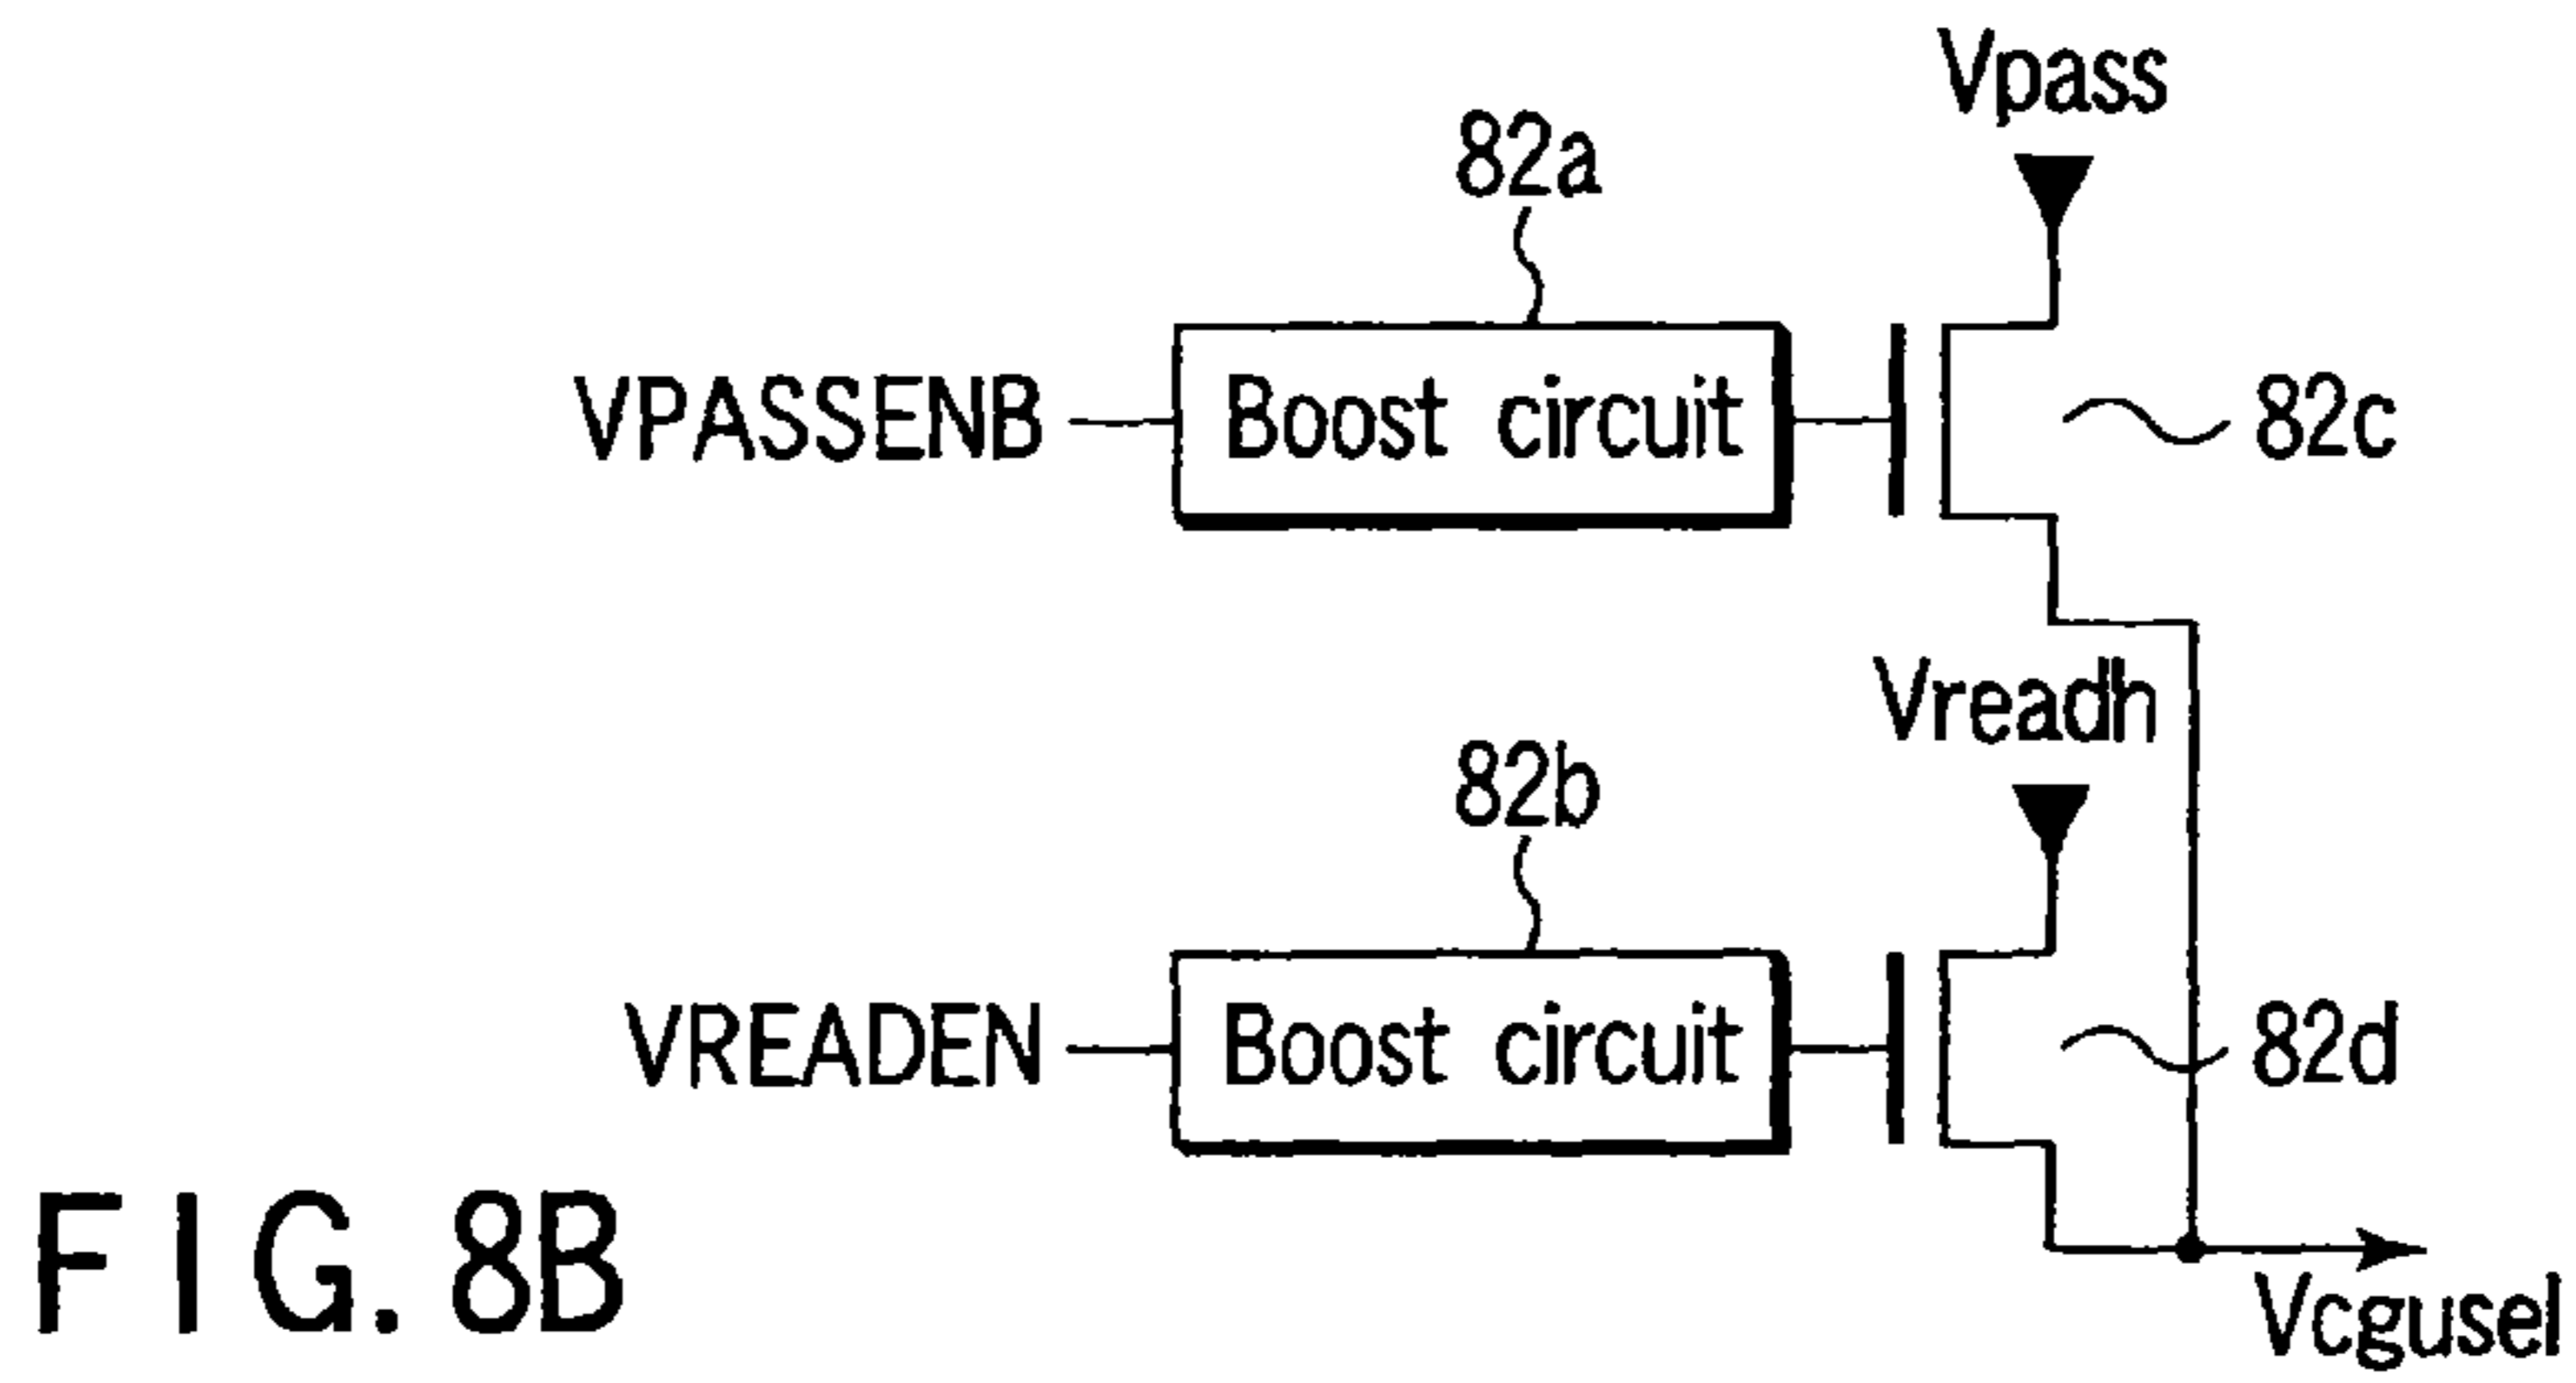 Vpass
82a
VPASSENB
Boost circuit
82c
Vreadh
82b
VREADEN
Boost circuit
82d
FIG. 8B
Vcgusel